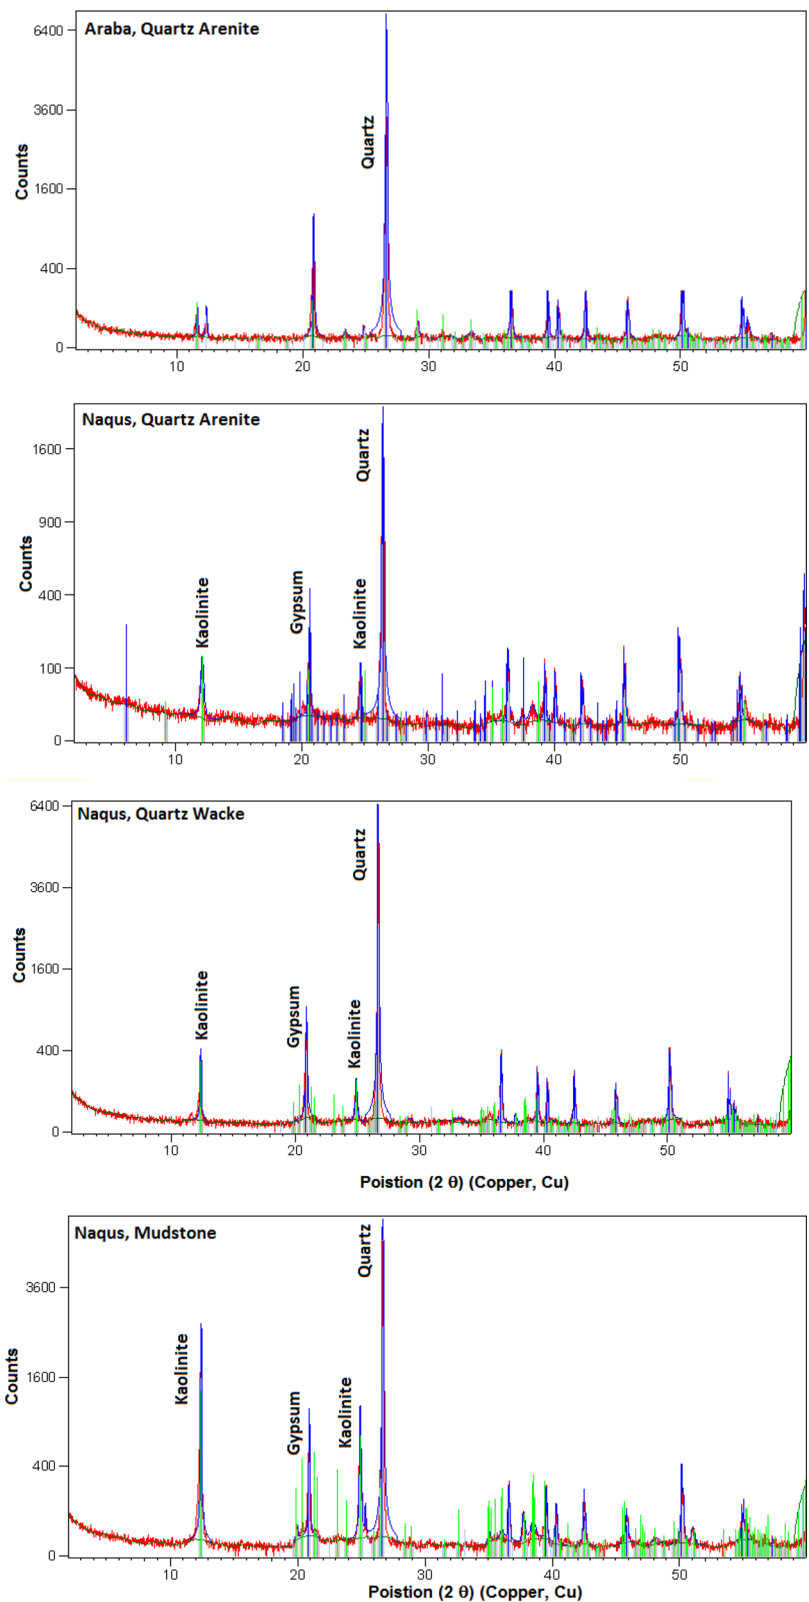 Araba, Quartz Arenite
6400
3600
1600
400
0
Counts
Quartz
10 20 30 40 50
Naqus, Quartz Arenite
1600
900
400
100
0
Counts
Kaolinite
Gypsum
Kaolinite
Quartz
10 20 30 40 50
Naqus, Quartz Wacke
6400
3600
1600
400
0
Counts
Kaolinite
Gypsum
Kaolinite
Quartz
10 20 30 40 50
Poistion (2 θ) (Copper, Cu)
Naqus, Mudstone
3600
1600
400
0
Counts
Kaolinite
Gypsum
Kaolinite
Quartz
10 20 30 40 50
Poistion (2 θ) (Copper, Cu)